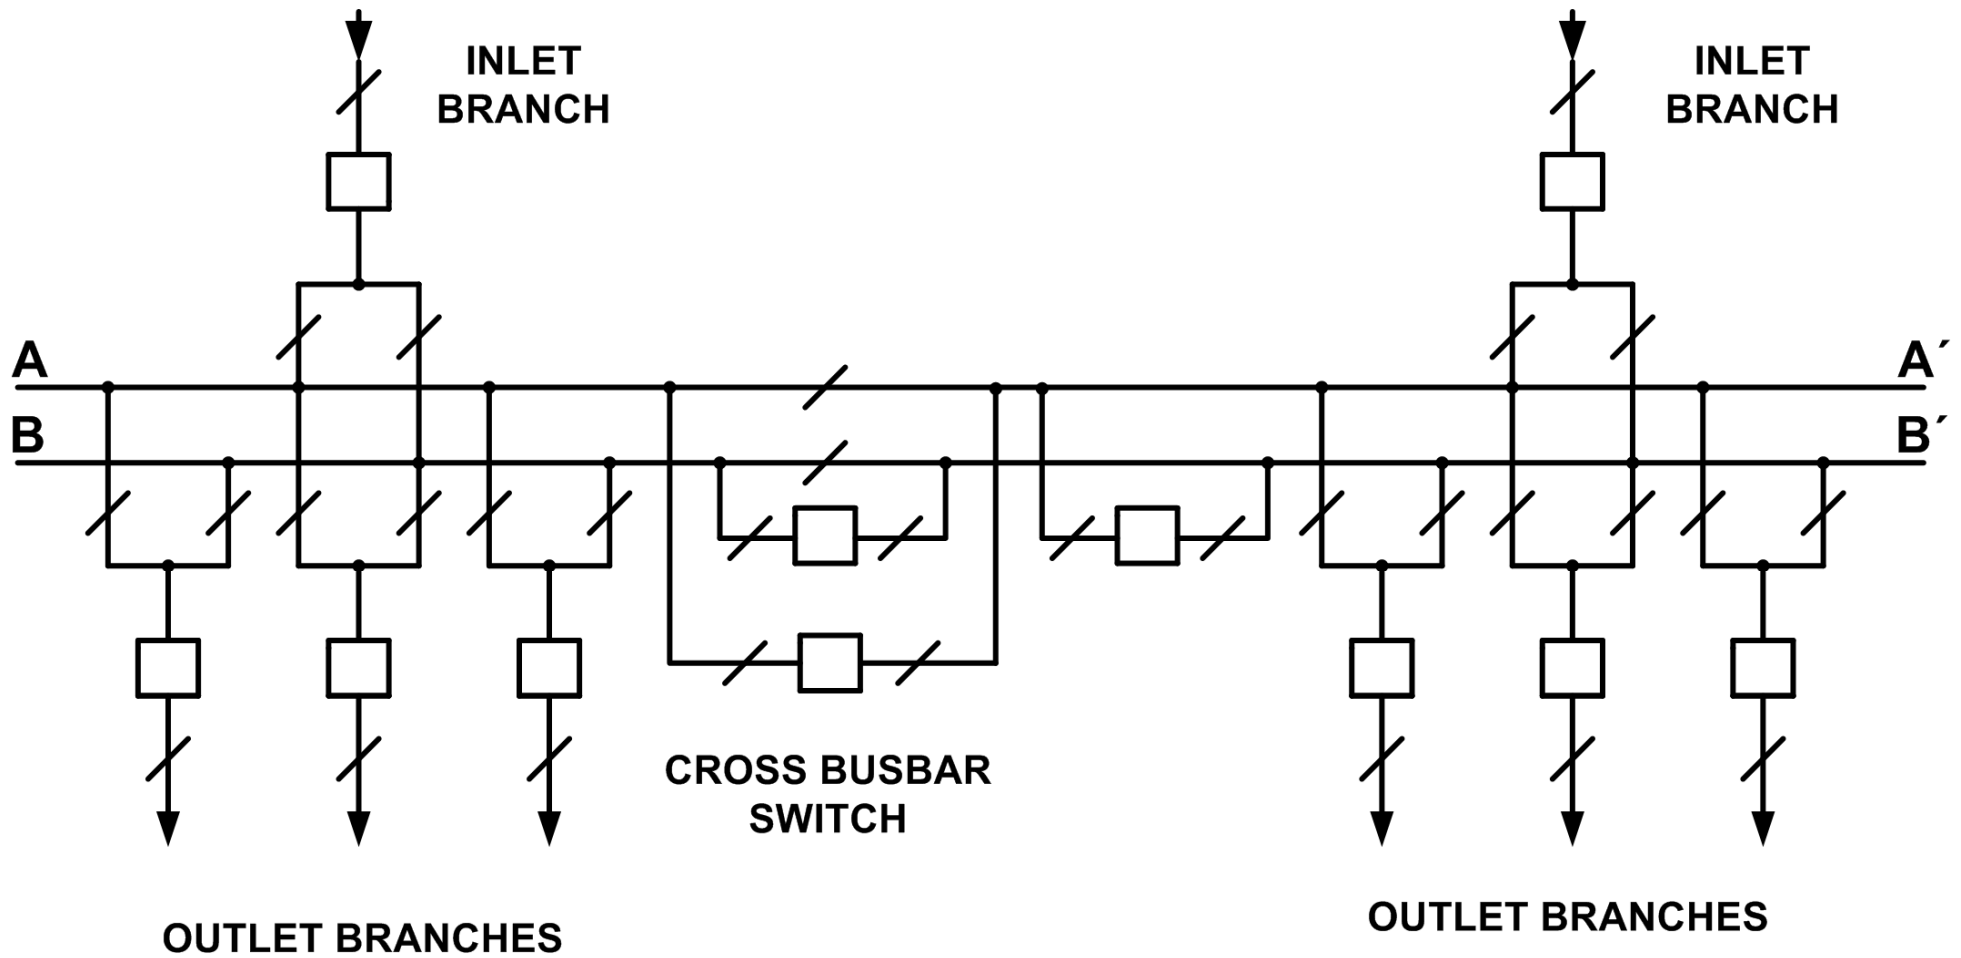 INLET
BRANCH
INLET
BRANCH
A
A´
B
B´
CROSS BUSBAR
SWITCH
OUTLET BRANCHES
OUTLET BRANCHES